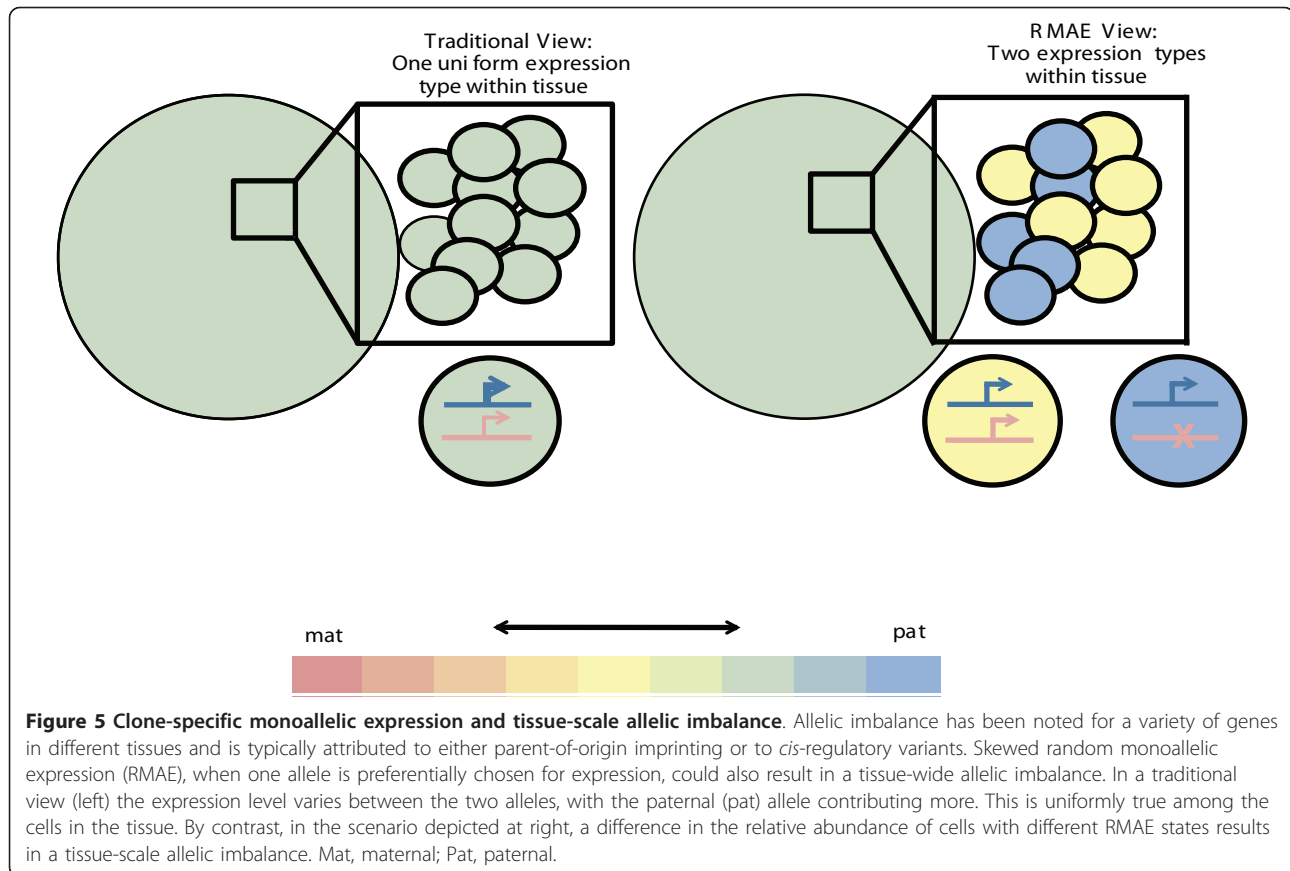 Traditional View:
One uni form expression
type within tissue
R MAE View:
Two expression types
within tissue
X
mat
pat
Figure 5 Clone-specific monoallelic expression and tissue-scale allelic imbalance. Allelic imbalance has been noted for a variety of genes
in different tissues and is typically attributed to either parent-of-origin imprinting or to cis-regulatory variants. Skewed random monoallelic
expression (RMAE), when one allele is preferentially chosen for expression, could also result in a tissue-wide allelic imbalance. In a traditional
view (left) the expression level varies between the two alleles, with the paternal (pat) allele contributing more. This is uniformly true among the
cells in the tissue. By contrast, in the scenario depicted at right, a difference in the relative abundance of cells with different RMAE states results
in a tissue-scale allelic imbalance. Mat, maternal; Pat, paternal.